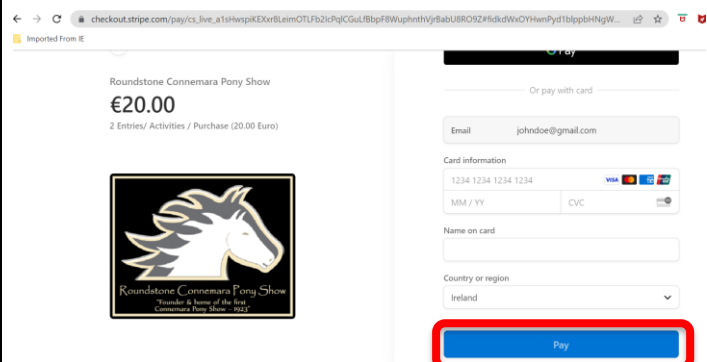 checkout.stripe.com/pay/cs_live_a1sHwspiKEXxrBLeimOTLFb2IcPqlCGuLfBbpF8WuphnthVjrBabU8RO9Z#fidkdWxOYHwnPyd1blppbHNgW...
Imported From IE
Pay
Roundstone Connemara Pony Show
€20.00
2 Entries/ Activities / Purchase (20.00 Euro)
Or pay with card
Email johndoe@gmail.com
Card information
1234 1234 1234 1234 VISA
MM / YY CVC
Name on card
Country or region
Ireland
Pay
Roundstone Connemara Pony Show
"Founder & home of the first
Connemara Pony Show - 1923"